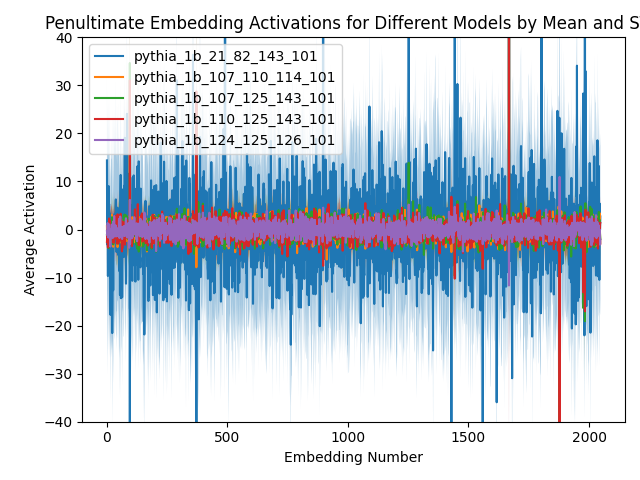 Penultimate Embedding Activations for Different Models by Mean and S
40
30
20
10
0
−10
−20
−30
−40
Average Activation
pythia_1b_21_82_143_101
pythia_1b_107_110_114_101
pythia_1b_107_125_143_101
pythia_1b_110_125_143_101
pythia_1b_124_125_126_101
0 500 1000 1500 2000
Embedding Number